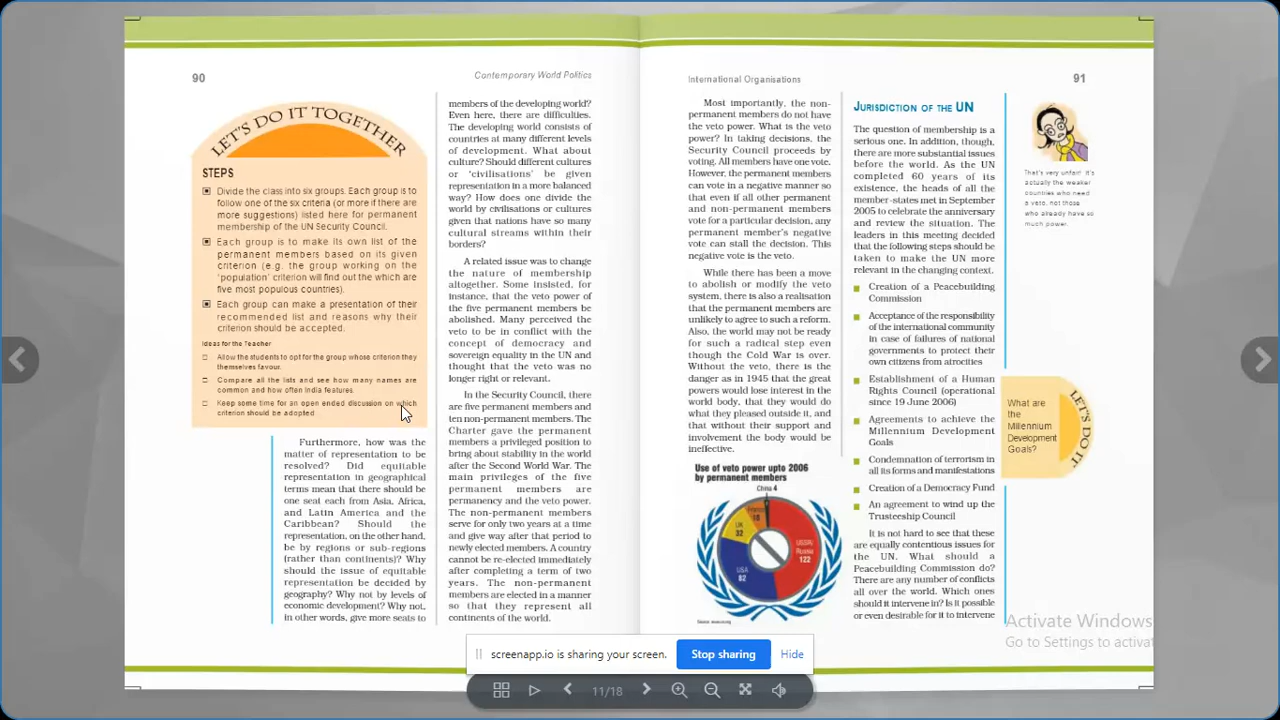 90
Contemporary World Politics
LET'S DO IT TOGETHER
STEPS
Divide the class into six groups. Each group is to
follow one of the six criteria (or more if there are
more suggestions) listed here for permanent
membership of the UN Security Council.
Each group is to make its own list of the
permanent members based on its given
criterion (e.g. the group working on the
'population' criterion will find out the which are
five most populous countries).
Each group can make a presentation of their
recommended list and reasons why their
criterion should be accepted.
Ideas for the Teacher
Allow the students to opt for the group whose criterion they
themselves favour.
Compare all the lists and see how many names are
common and how often India features.
Keep some time for an open ended discussion on which
criterion should be adopted
Furthermore, how was the
matter of representation to be
resolved? Did equitable
representation in geographical
terms mean that there should be
one seat each from Asia, Africa,
and Latin America and the
Caribbean? Should the
representation, on the other hand,
be by regions or sub-regions
(rather than continents)? Why
should the issue of equitable
representation be decided by
geography? Why not by levels of
economic development? Why not,
in other words, give more seats to
members of the developing world?
Even here, there are difficulties.
The developing world consists of
countries at many different levels
of development. What about
culture? Should different cultures
or 'civilisations' be given
representation in a more balanced
way? How does one divide the
world by civilisations or cultures
given that nations have so many
cultural streams within their
borders?
A related issue was to change
the nature of membership
altogether. Some insisted, for
instance, that the veto power of
the five permanent members be
abolished. Many perceived the
veto to be in conflict with the
concept of democracy and
sovereign equality in the UN and
thought that the veto was no
longer right or relevant.
In the Security Council, there
are five permanent members and
ten non-permanent members. The
Charter gave the permanent
members a privileged position to
bring about stability in the world
after the Second World War. The
main privileges of the five
permanent members are
permanency and the veto power.
The non-permanent members
serve for only two years at a time
and give way after that period to
newly elected members. A country
cannot be re-elected immediately
after completing a term of two
years. The non-permanent
members are elected in a manner
so that they represent all
continents of the world.
International Organisations
91
Most importantly, the non-
permanent members do not have
the veto power. What is the veto
power? In taking decisions, the
Security Council proceeds by
voting. All members have one vote.
However, the permanent members
can vote in a negative manner so
that even if all other permanent
and non-permanent members
vote for a particular decision, any
permanent member's negative
vote can stall the decision. This
negative vote is the veto.
While there has been a move
to abolish or modify the veto
system, there is also a realisation
that the permanent members are
unlikely to agree to such a reform.
Also, the world may not be ready
for such a radical step even
though the Cold War is over.
Without the veto, there is the
danger as in 1945 that the great
powers would lose interest in the
world body, that they would do
what they pleased outside it, and
that without their support and
involvement the body would be
ineffective.
Use of veto power upto 2006
by permanent members
China 4
France
18
UK
32
USSR/
Russia
122
USA
82
JURISDICTION OF THE UN
The question of membership is a
serious one. In addition, though,
there are more substantial issues
before the world. As the UN
completed 60 years of its
existence, the heads of all the
member-states met in September
2005 to celebrate the anniversary
and review the situation. The
leaders in this meeting decided
that the following steps should be
taken to make the UN more
relevant in the changing context.
Creation of a Peacebuilding
Commission
Acceptance of the responsibility
of the international community
in case of failures of national
governments to protect their
own citizens from atrocities
Establishment of a Human
Rights Council (operational
since 19 June 2006)
Agreements to achieve the
Millennium Development
Goals
Condemnation of terrorism in
all its forms and manifestations
Creation of a Democracy Fund
An agreement to wind up the
Trusteeship Council
It is not hard to see that these
are equally contentious issues for
the UN. What should a
Peacebuilding Commission do?
There are any number of conflicts
all over the world. Which ones
should it intervene in? Is it possible
or even desirable for it to intervene
That's very unfair! It's
actually the weaker
countries who need
a veto, not those
who already have so
much power.
What are
the
Millennium
Development
Goals?
LET'S DO IT
Activate Windows
Go to Settings to activat
screenapp.io is sharing your screen.
Stop sharing
Hide
11/18